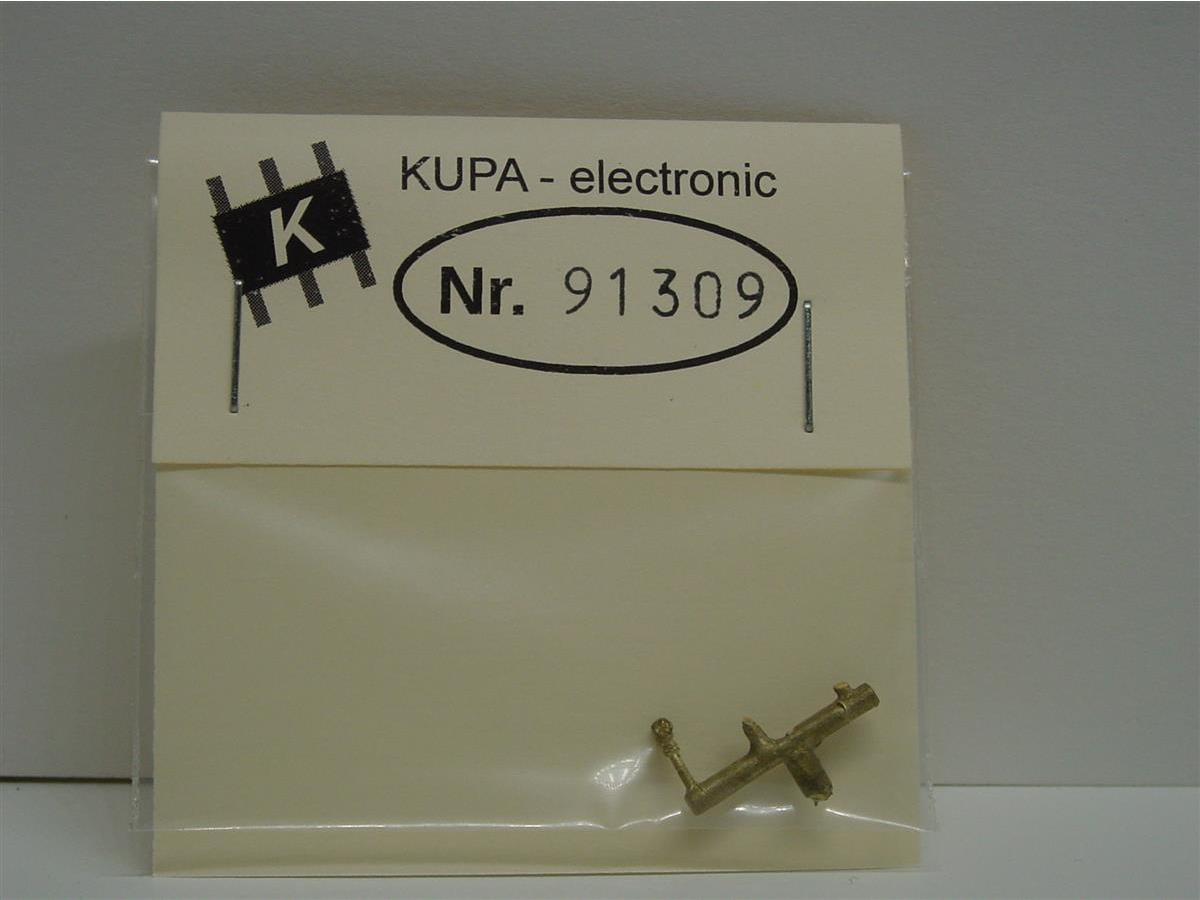 KUPA - electronic
K
Nr. 91309